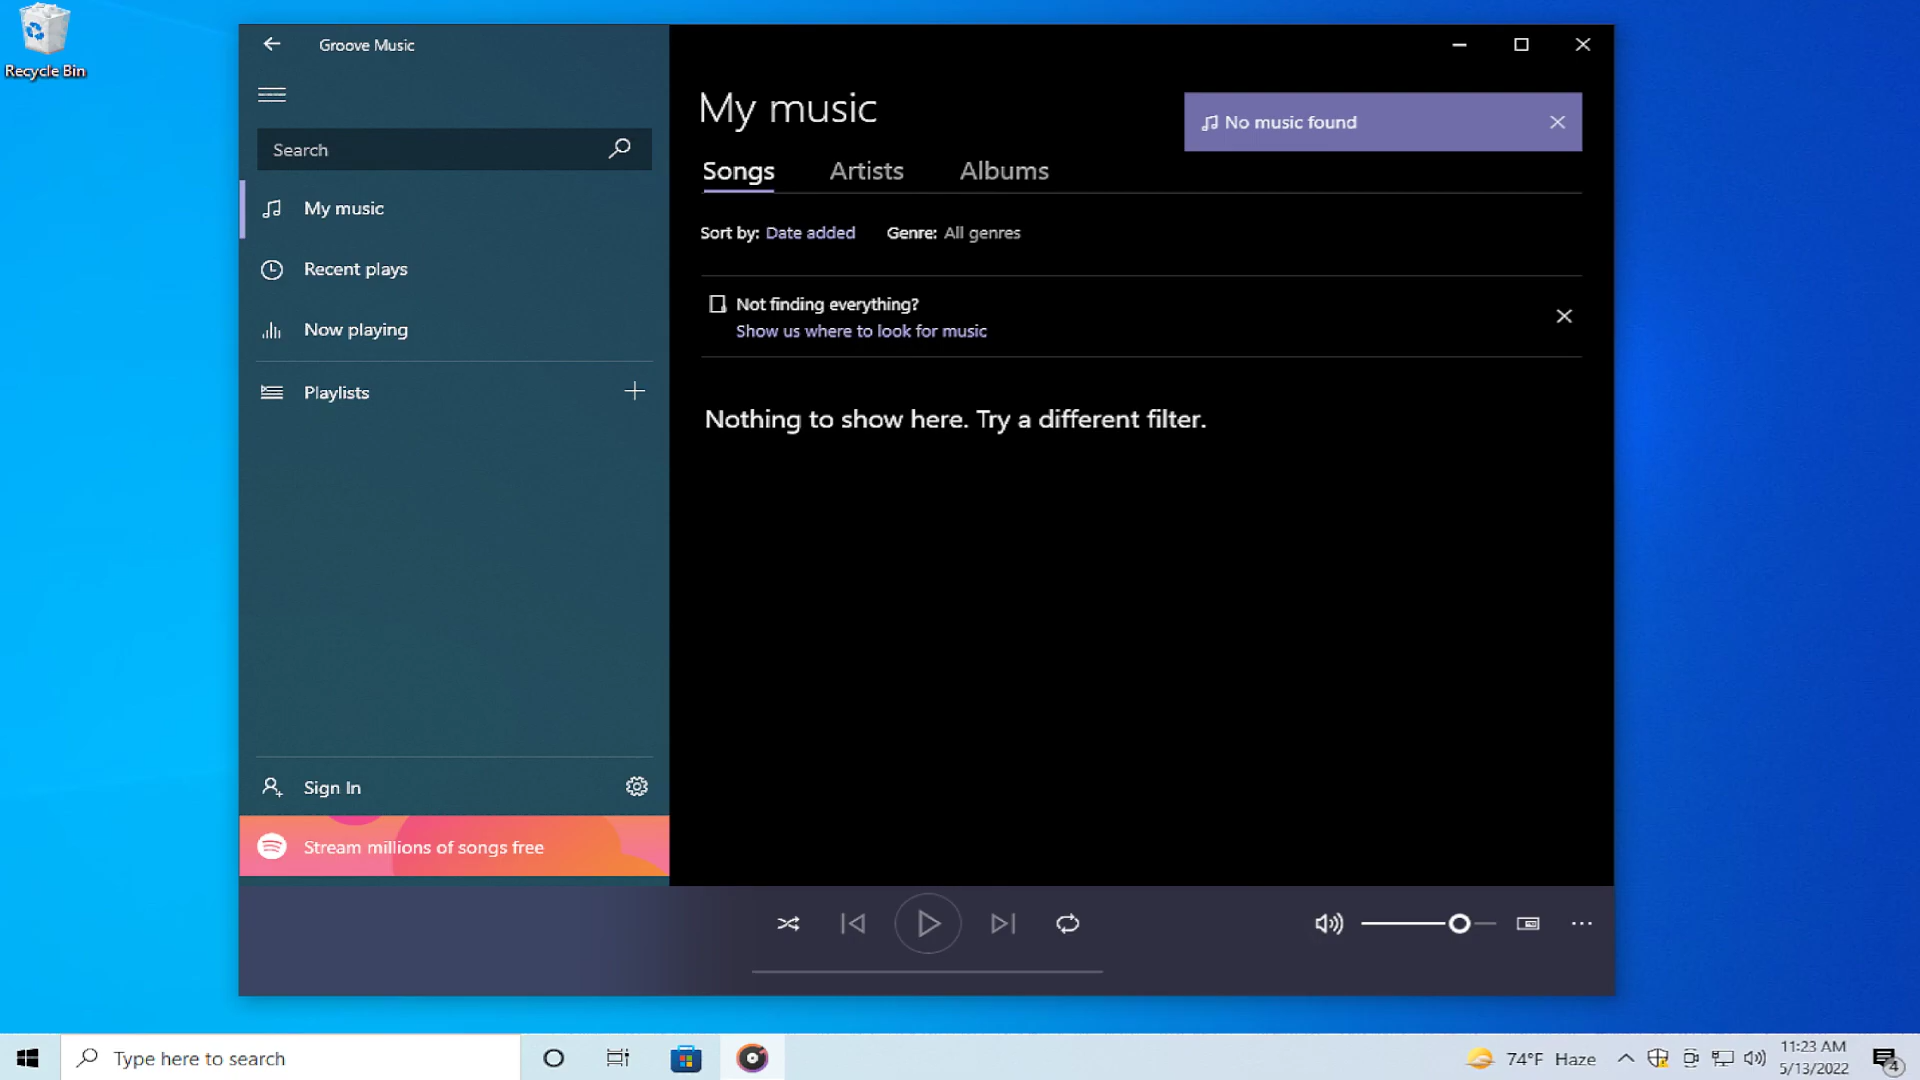 Recycle Bin
Groove Music
Search
My music
Recent plays
Now playing
Playlists
Sign In
Stream millions of songs free
My music
No music found
Songs Artists Albums
Sort by: Date added Genre: All genres
Not finding everything?
Show us where to look for music
Nothing to show here. Try a different filter.
Type here to search
74°F Haze
11:23 AM
5/13/2022
4